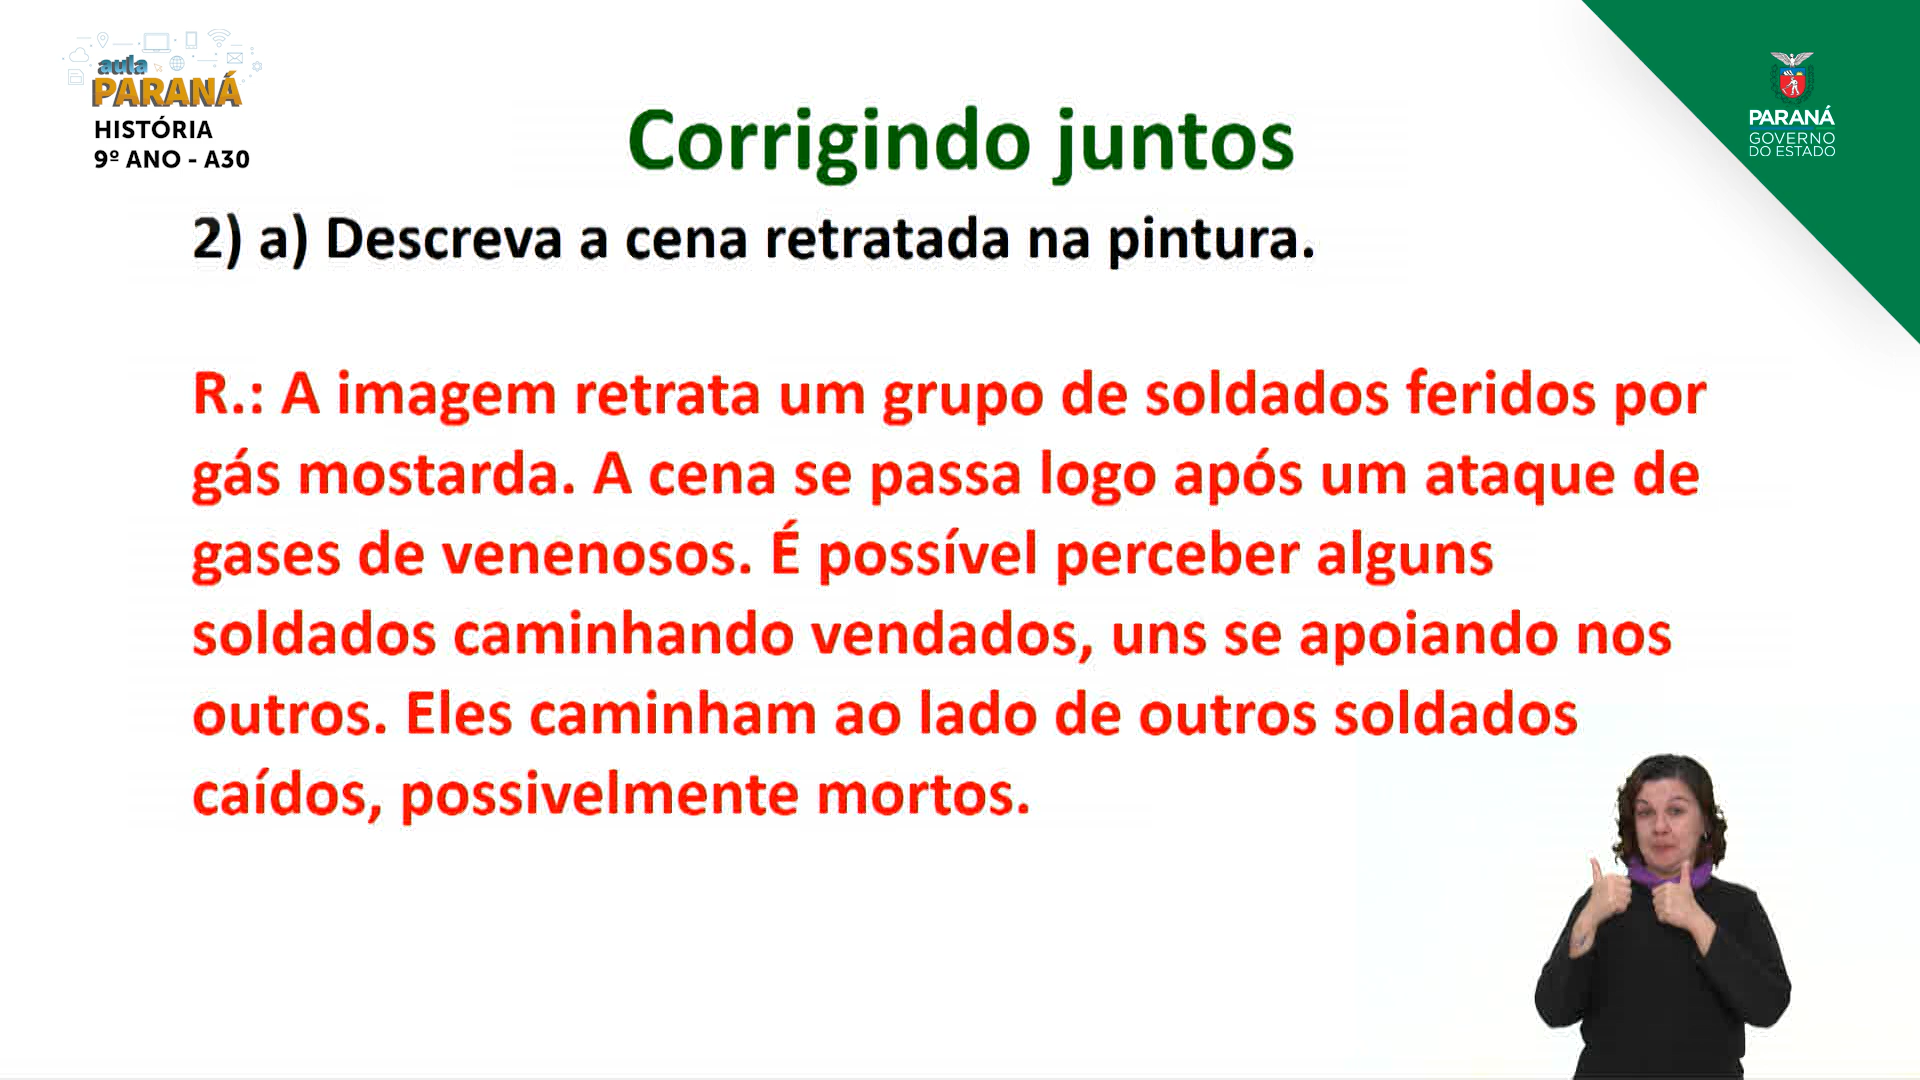 aula
PARANÁ
HISTÓRIA
9º ANO - A30
PARANÁ
GOVERNO
DO ESTADO
Corrigindo juntos
2) a) Descreva a cena retratada na pintura.
R.: A imagem retrata um grupo de soldados feridos por
gás mostarda. A cena se passa logo após um ataque de
gases de venenosos. É possível perceber alguns
soldados caminhando vendados, uns se apoiando nos
outros. Eles caminham ao lado de outros soldados
caídos, possivelmente mortos.